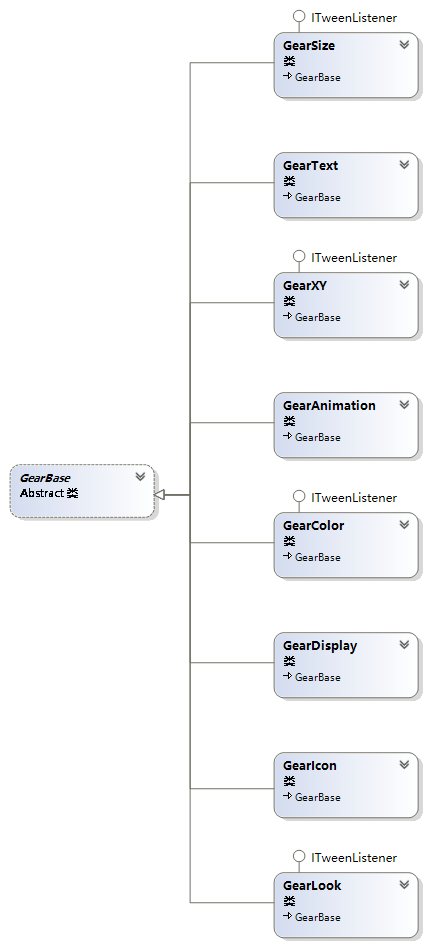 ITweenListener
GearSize
GearBase
GearText
GearBase
ITweenListener
GearXY
GearBase
GearAnimation
GearBase
GearBase
Abstract
ITweenListener
GearColor
GearBase
GearDisplay
GearBase
GearIcon
GearBase
ITweenListener
GearLook
GearBase